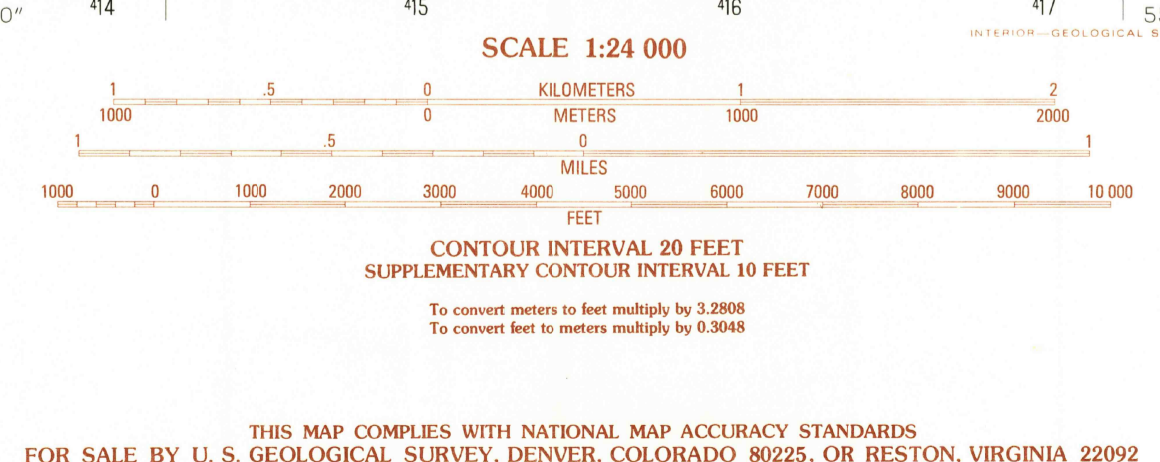 0" ⁴14 ⁴15 ⁴16 ⁴17
INTERIOR—GEOLOGICAL
SCALE 1:24 000
1 .5 0 KILOMETERS 1 2
1000 0 METERS 1000 2000
1 .5 0 1
MILES
1000 0 1000 2000 3000 4000 5000 6000 7000 8000 9000 10 000
FEET
CONTOUR INTERVAL 20 FEET
SUPPLEMENTARY CONTOUR INTERVAL 10 FEET
To convert meters to feet multiply by 3.2808
To convert feet to meters multiply by 0.3048
THIS MAP COMPLIES WITH NATIONAL MAP ACCURACY STANDARDS
FOR SALE BY U. S. GEOLOGICAL SURVEY, DENVER, COLORADO 80225, OR RESTON, VIRGINIA 22092